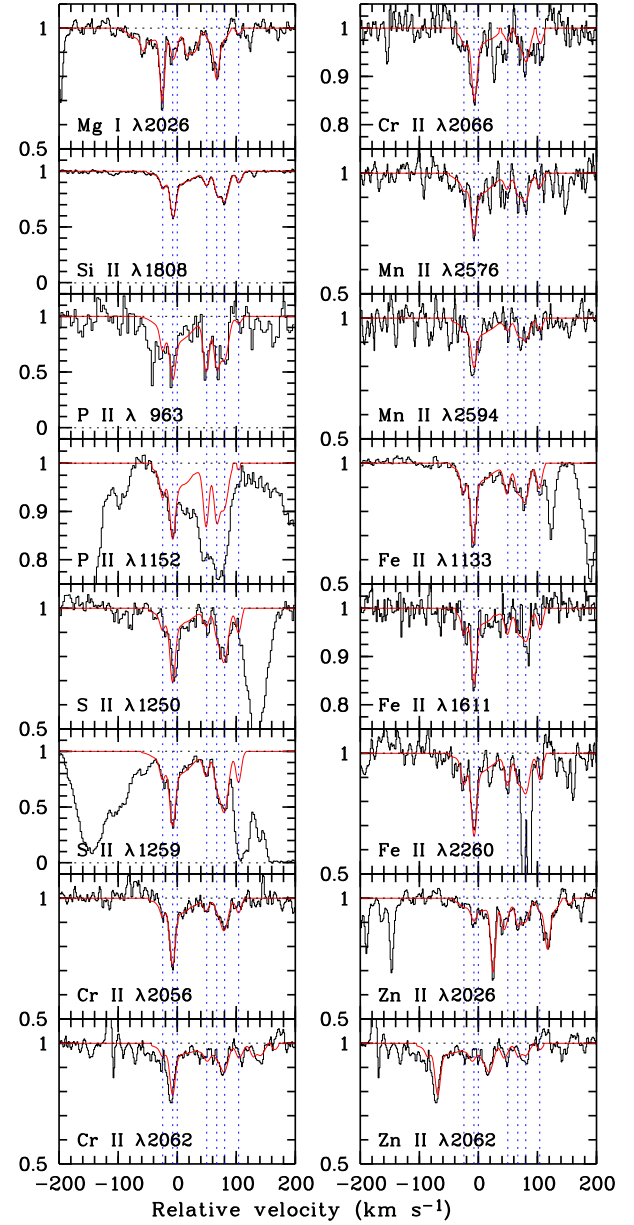 1
0.5
Mg I λ2026
1
0.5
0
Si II λ1808
1
0.5
0
P II λ 963
1
0.9
0.8
P II λ1152
1
0.5
S II λ1250
1
0.5
0
S II λ1259
1
0.5
Cr II λ2056
1
0.5
Cr II λ2062
-200 -100 0 100 200
1
0.9
0.8
Cr II λ2066
1
0.5
Mn II λ2576
1
0.5
Mn II λ2594
1
0.5
Fe II λ1133
1
0.9
0.8
Fe II λ1611
1
0.5
Fe II λ2260
1
0.5
Zn II λ2026
1
0.5
Zn II λ2062
-200 -100 0 100 200
Relative velocity (km s⁻¹)